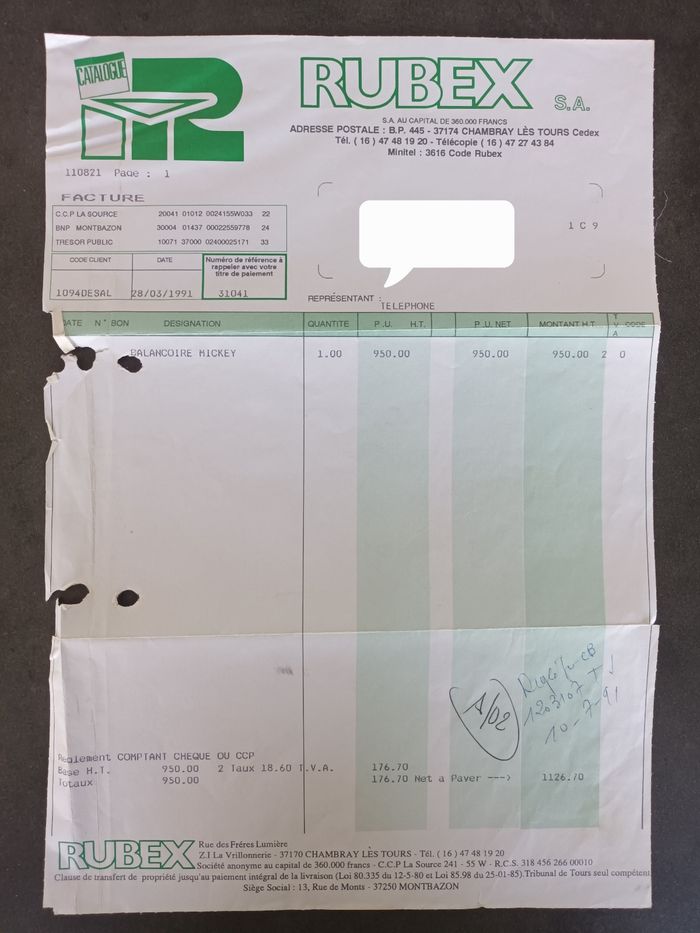 CATALOGUE
RUBEX S.A.
S.A. AU CAPITAL DE 360.000 FRANCS
ADRESSE POSTALE : B.P. 445 - 37174 CHAMBRAY LÈS TOURS Cedex
Tél. ( 16 ) 47 48 19 20 - Télécopie ( 16 ) 47 27 43 84
Minitel : 3616 Code Rubex
110821 Page : 1
FACTURE
C.C.P LA SOURCE 20041 01012 0024155W033 22
BNP MONTBAZON 30004 01437 00022559778 24
TRESOR PUBLIC 10071 37000 02400025171 33
1 C 9
CODE CLIENT DATE Numéro de référence à
rappeler avec votre
titre de paiement
1094DESAL 28/03/1991 31041
REPRÉSENTANT :
TELEPHONE
DATE N° BON DESIGNATION QUANTITE P.U. H.T. P.U. NET MONTANT H.T. T V A CODE
BALANCOIRE MICKEY 1.00 950.00 950.00 950.00 2 0
A/02
10-7-91
Reglement COMPTANT CHEQUE OU CCP
Base H.T. 950.00 2 Taux 18.60 T.V.A. 176.70
Totaux 950.00 176.70 Net a Payer ---> 1126.70
RUBEX
Rue des Fréres Lumière
Z.I La Vrillonnerie - 37170 CHAMBRAY LÈS TOURS - Tél. ( 16 ) 47 48 19 20
Société anonyme au capital de 360.000 francs - C.C.P La Source 241 - 55 W - R.C.S. 318 456 266 00010
Clause de transfert de propriété jusqu'au paiement intégral de la livraison (Loi 80.335 du 12-5-80 et Loi 85.98 du 25-01-85).Tribunal de Tours seul compétent
Siège Social : 13, Rue de Monts - 37250 MONTBAZON